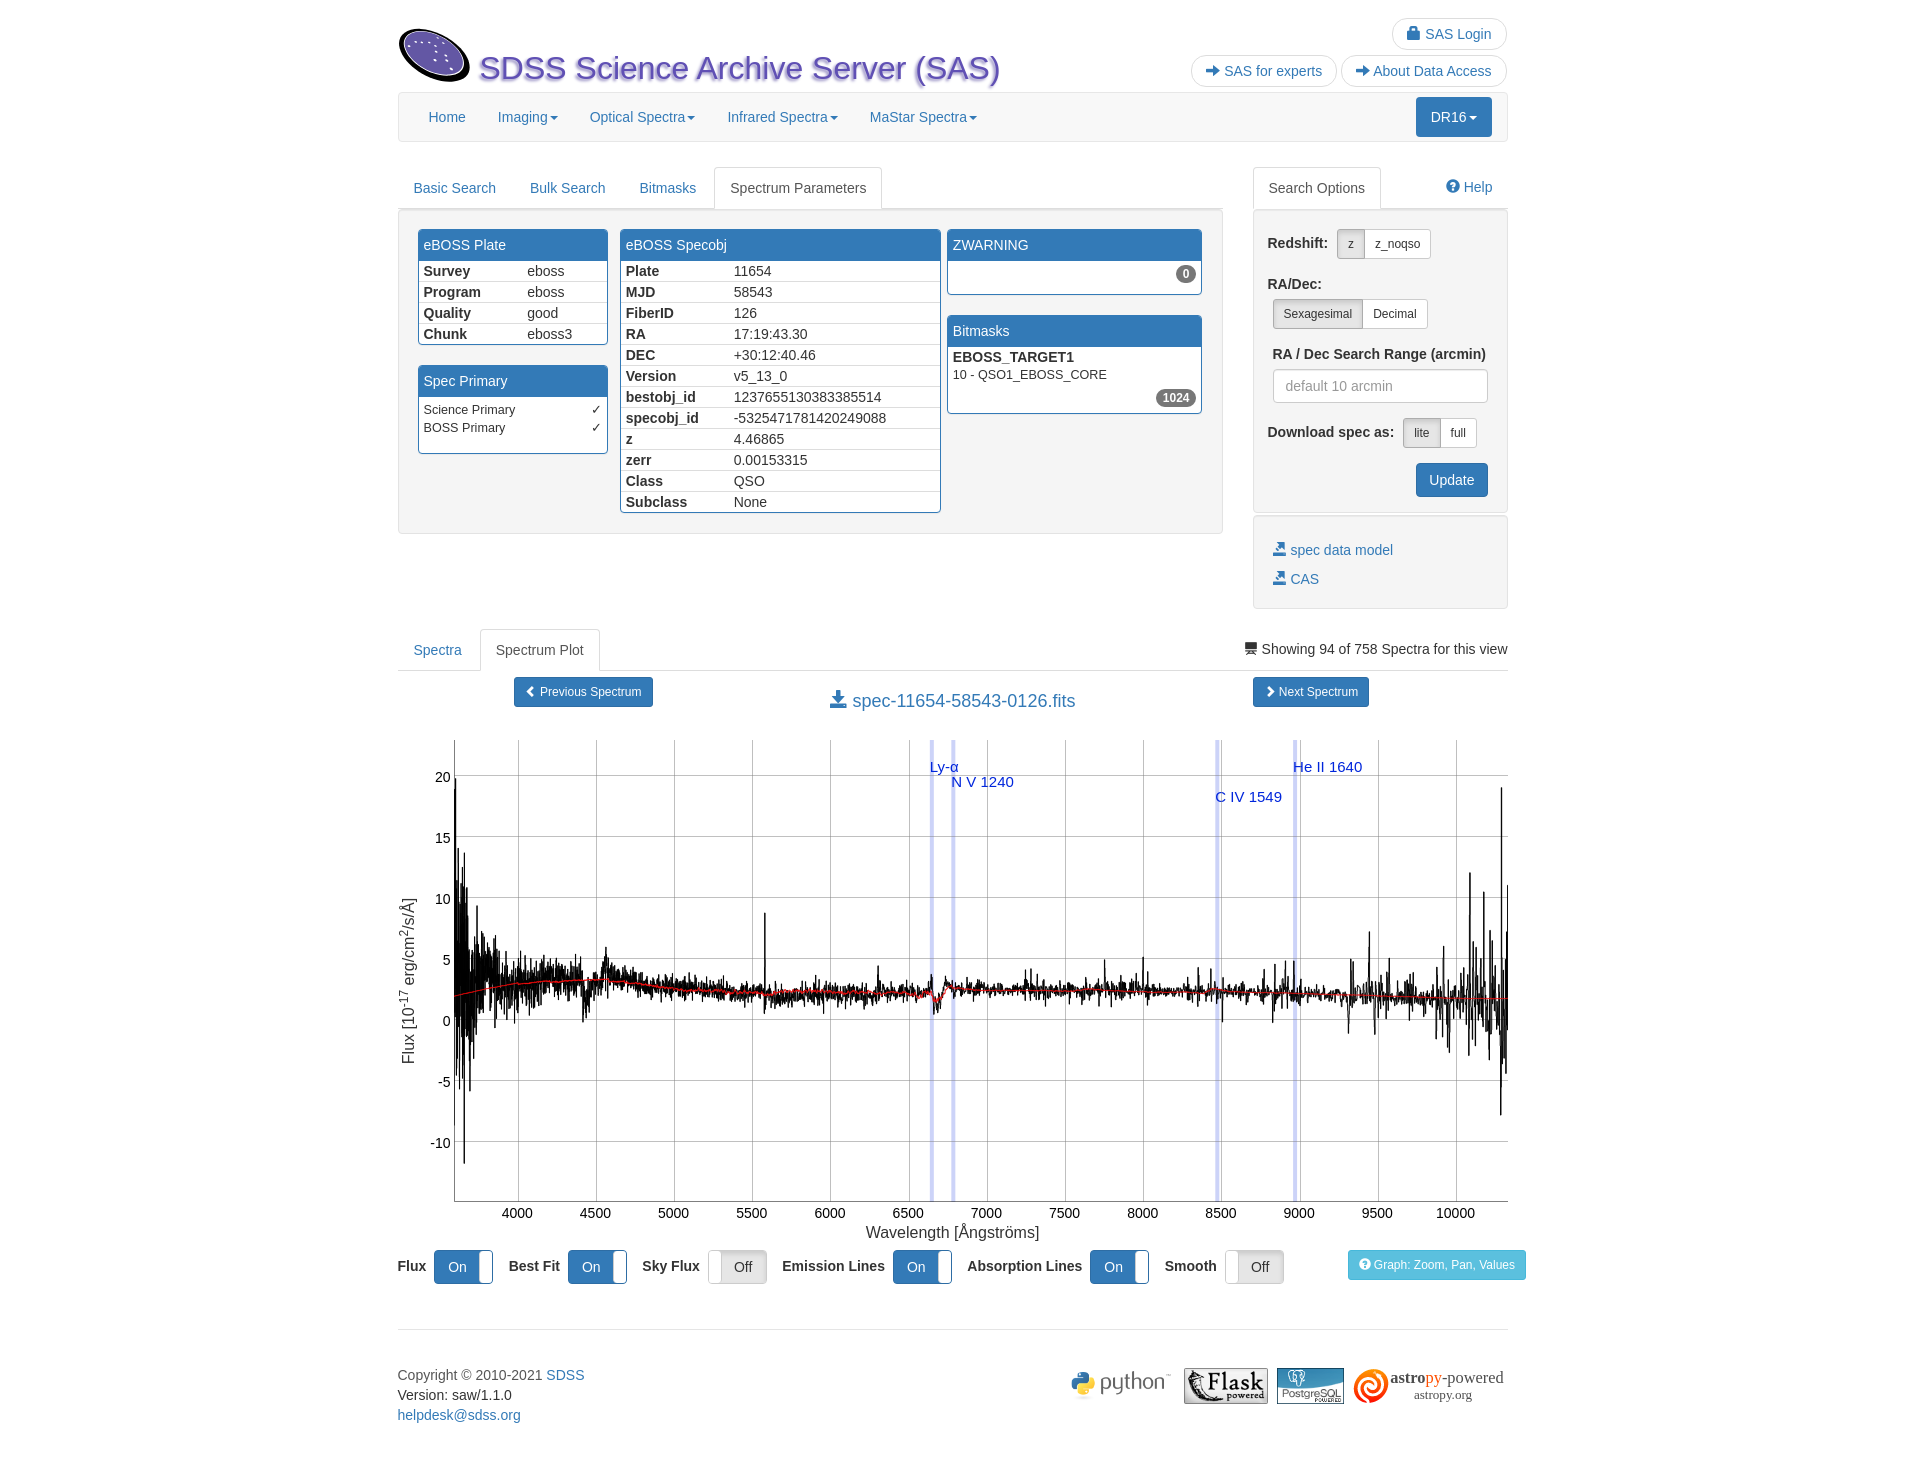 SAS Login
SDSS Science Archive Server (SAS)
SAS for experts
About Data Access
Home Imaging Optical Spectra Infrared Spectra MaStar Spectra DR16
Basic Search Bulk Search Bitmasks Spectrum Parameters
Search Options Help
eBOSS Plate
Survey eboss
Program eboss
Quality good
Chunk eboss3
Spec Primary
Science Primary ✓
BOSS Primary ✓
eBOSS Specobj
Plate 11654
MJD 58543
FiberID 126
RA 17:19:43.30
DEC +30:12:40.46
Version v5_13_0
bestobj_id 1237655130383385514
specobj_id -5325471781420249088
z 4.46865
zerr 0.00153315
Class QSO
Subclass None
ZWARNING
0
Bitmasks
EBOSS_TARGET1
10 - QSO1_EBOSS_CORE
1024
Redshift: z z_noqso
RA/Dec:
Sexagesimal Decimal
RA / Dec Search Range (arcmin)
default 10 arcmin
Download spec as: lite full
Update
spec data model
CAS
Spectra Spectrum Plot
Showing 94 of 758 Spectra for this view
Previous Spectrum
spec-11654-58543-0126.fits
Next Spectrum
Ly-α
N V 1240
C IV 1549
He II 1640
20
15
10
5
0
-5
-10
Flux [10-17 erg/cm2/s/Å]
4000 4500 5000 5500 6000 6500 7000 7500 8000 8500 9000 9500 10000
Wavelength [Ångströms]
Flux On Best Fit On Sky Flux Off Emission Lines On Absorption Lines On Smooth Off
Graph: Zoom, Pan, Values
Copyright © 2010-2021 SDSS
Version: saw/1.1.0
helpdesk@sdss.org
python
Flask
powered
PostgreSQL
POWERED
astropy-powered
astropy.org